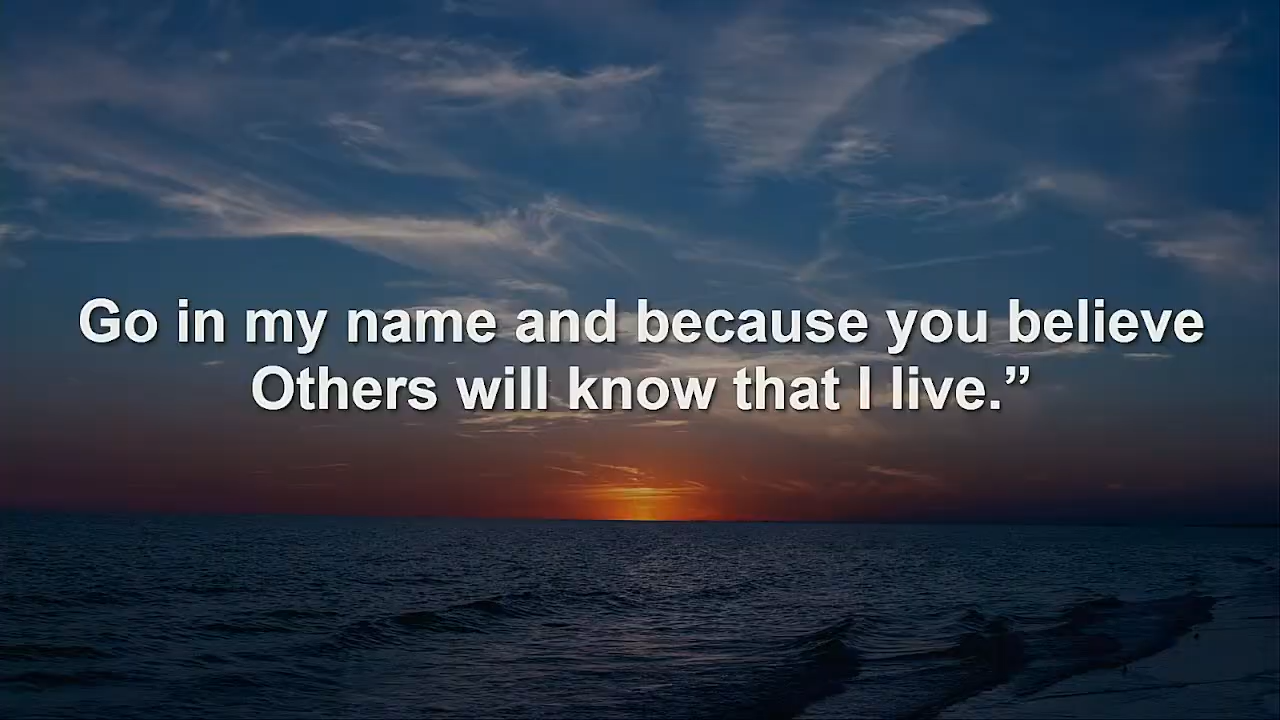 Go in my name and because you believe
Others will know that I live.”